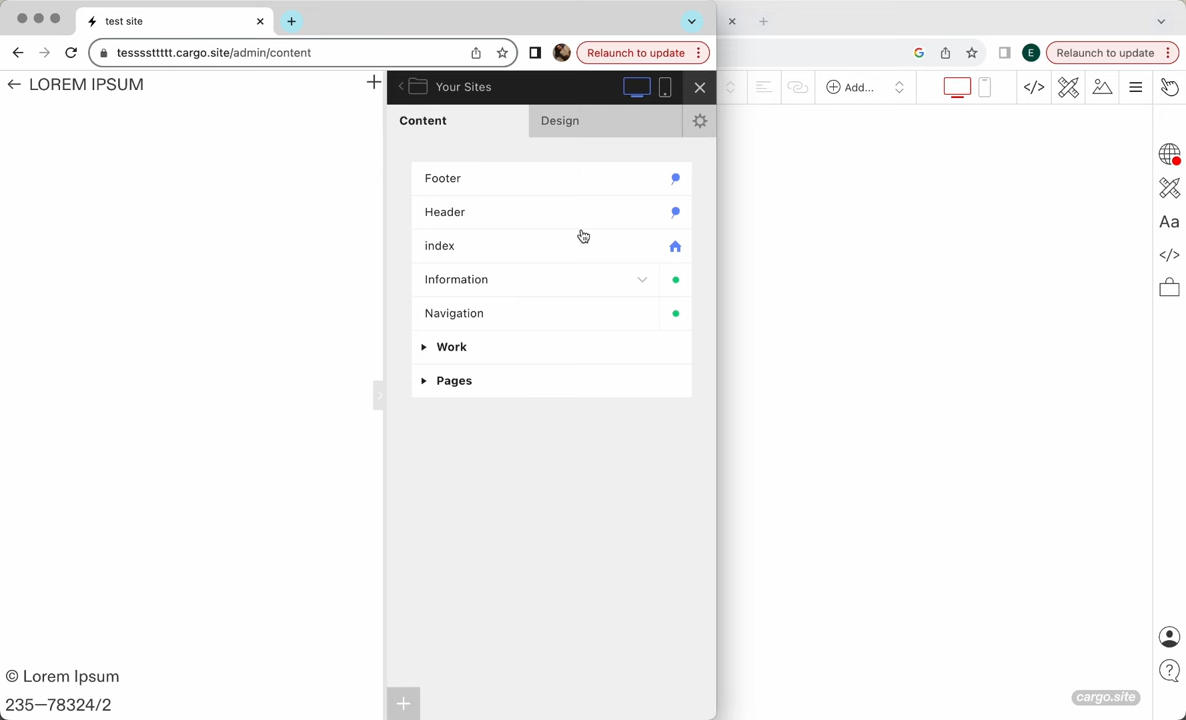 test site
tesssssttttt.cargo.site/admin/content
Relaunch to update
E
Relaunch to update
LOREM IPSUM
Your Sites
Add...
</>
Content
Design
Footer
Header
index
Information
Navigation
Work
Pages
Aa
</>
© Lorem Ipsum
235—78324/2
cargo.site